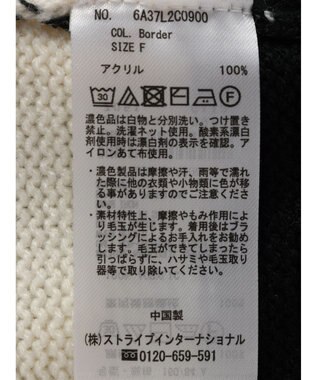 NO. 6A37L2C0900
COL. Border
SIZE F
アクリル 100%
30 F
濃色品は白物と分別洗い。つけ置き
禁止。洗濯ネット使用。酸素系漂白
剤使用時は漂白剤の表示を確認。ア
イロンあて布使用。
・濃色製品は摩擦や汗、雨等で濡れ
た際に他の衣類や小物類に色が移
る事がありますのでご注意くださ
い。
・素材特性上、摩擦やもみ作用によ
り毛玉が生じます。着用後はブラ
ッシングによるお手入れをお勧め
します。毛玉ができてしまったら
引っぱらずに、ハサミや毛玉取り
器等で取り除いてください。
中国製
(株)ストライプインターナショナル
0120-659-591